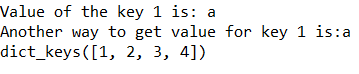 Value of the key 1 is: a
Another way to get value for key 1 is:a
dict_keys([1, 2, 3, 4])